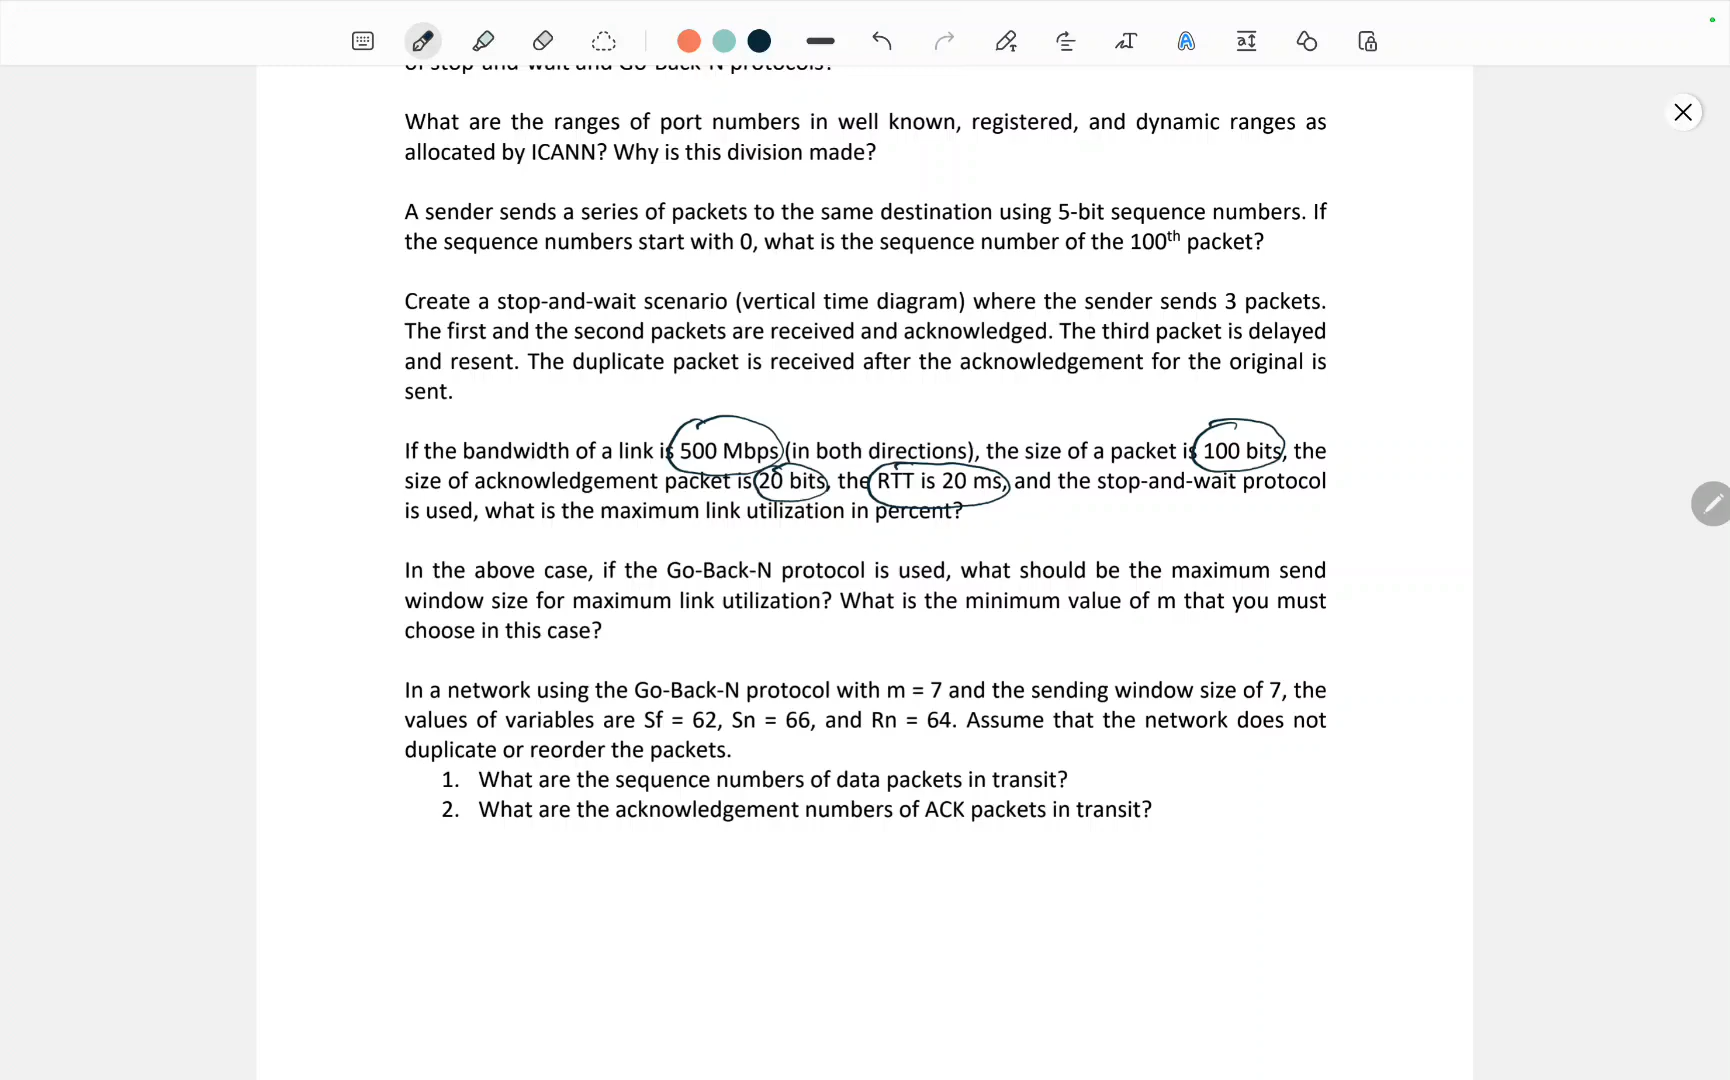 of stop-and-wait and Go-Back-N protocols?
What are the ranges of port numbers in well known, registered, and dynamic ranges as
allocated by ICANN? Why is this division made?
A sender sends a series of packets to the same destination using 5-bit sequence numbers. If
the sequence numbers start with 0, what is the sequence number of the 100th packet?
Create a stop-and-wait scenario (vertical time diagram) where the sender sends 3 packets.
The first and the second packets are received and acknowledged. The third packet is delayed
and resent. The duplicate packet is received after the acknowledgement for the original is
sent.
If the bandwidth of a link is 500 Mbps (in both directions), the size of a packet is 100 bits, the
size of acknowledgement packet is 20 bits, the RTT is 20 ms, and the stop-and-wait protocol
is used, what is the maximum link utilization in percent?
In the above case, if the Go-Back-N protocol is used, what should be the maximum send
window size for maximum link utilization? What is the minimum value of m that you must
choose in this case?
In a network using the Go-Back-N protocol with m = 7 and the sending window size of 7, the
values of variables are Sf = 62, Sn = 66, and Rn = 64. Assume that the network does not
duplicate or reorder the packets.
1. What are the sequence numbers of data packets in transit?
2. What are the acknowledgement numbers of ACK packets in transit?